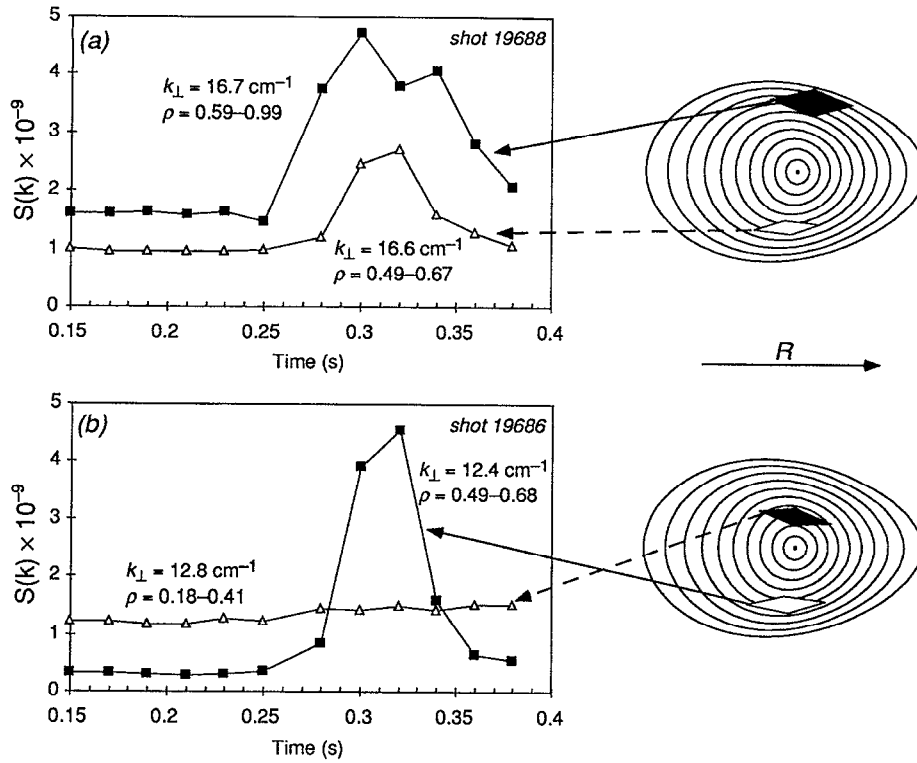 (a)
shot 19688
5
4
3
2
1
0
S(k) × 10⁻⁹
k⊥ = 16.7 cm⁻¹
ρ = 0.59–0.99
k⊥ = 16.6 cm⁻¹
ρ = 0.49–0.67
0.15 0.2 0.25 0.3 0.35 0.4
Time (s)
R
(b)
shot 19686
5
4
3
2
1
0
S(k) × 10⁻⁹
k⊥ = 12.4 cm⁻¹
ρ = 0.49–0.68
k⊥ = 12.8 cm⁻¹
ρ = 0.18–0.41
0.15 0.2 0.25 0.3 0.35 0.4
Time (s)